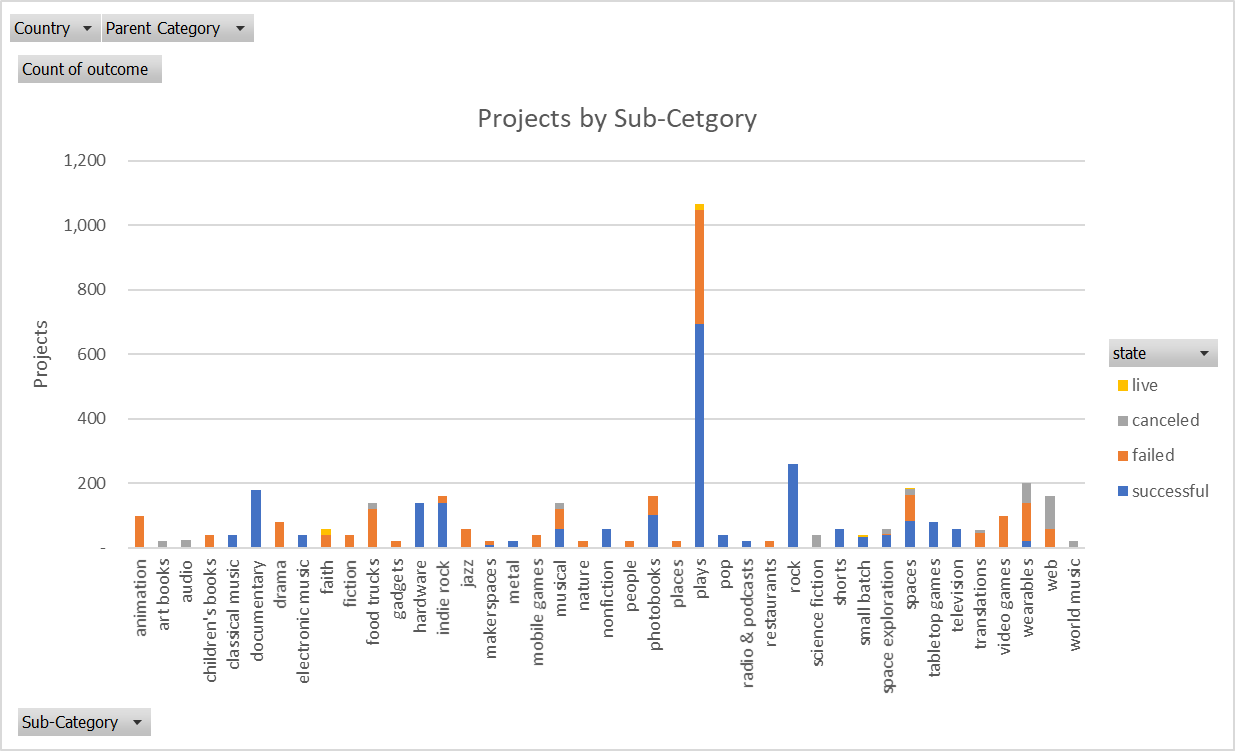 Country Parent Category
Count of outcome
Projects by Sub-Cetgory
1,200
1,000
800
600
400
200
-
Projects
animation
art books
audio
children's books
classical music
documentary
drama
electronic music
faith
fiction
food trucks
gadgets
hardware
indie rock
jazz
makerspaces
metal
mobile games
musical
nature
nonfiction
people
photobooks
places
plays
pop
radio & podcasts
restaurants
rock
science fiction
shorts
small batch
space exploration
spaces
tabletop games
television
translations
video games
wearables
web
world music
state
live
canceled
failed
successful
Sub-Category